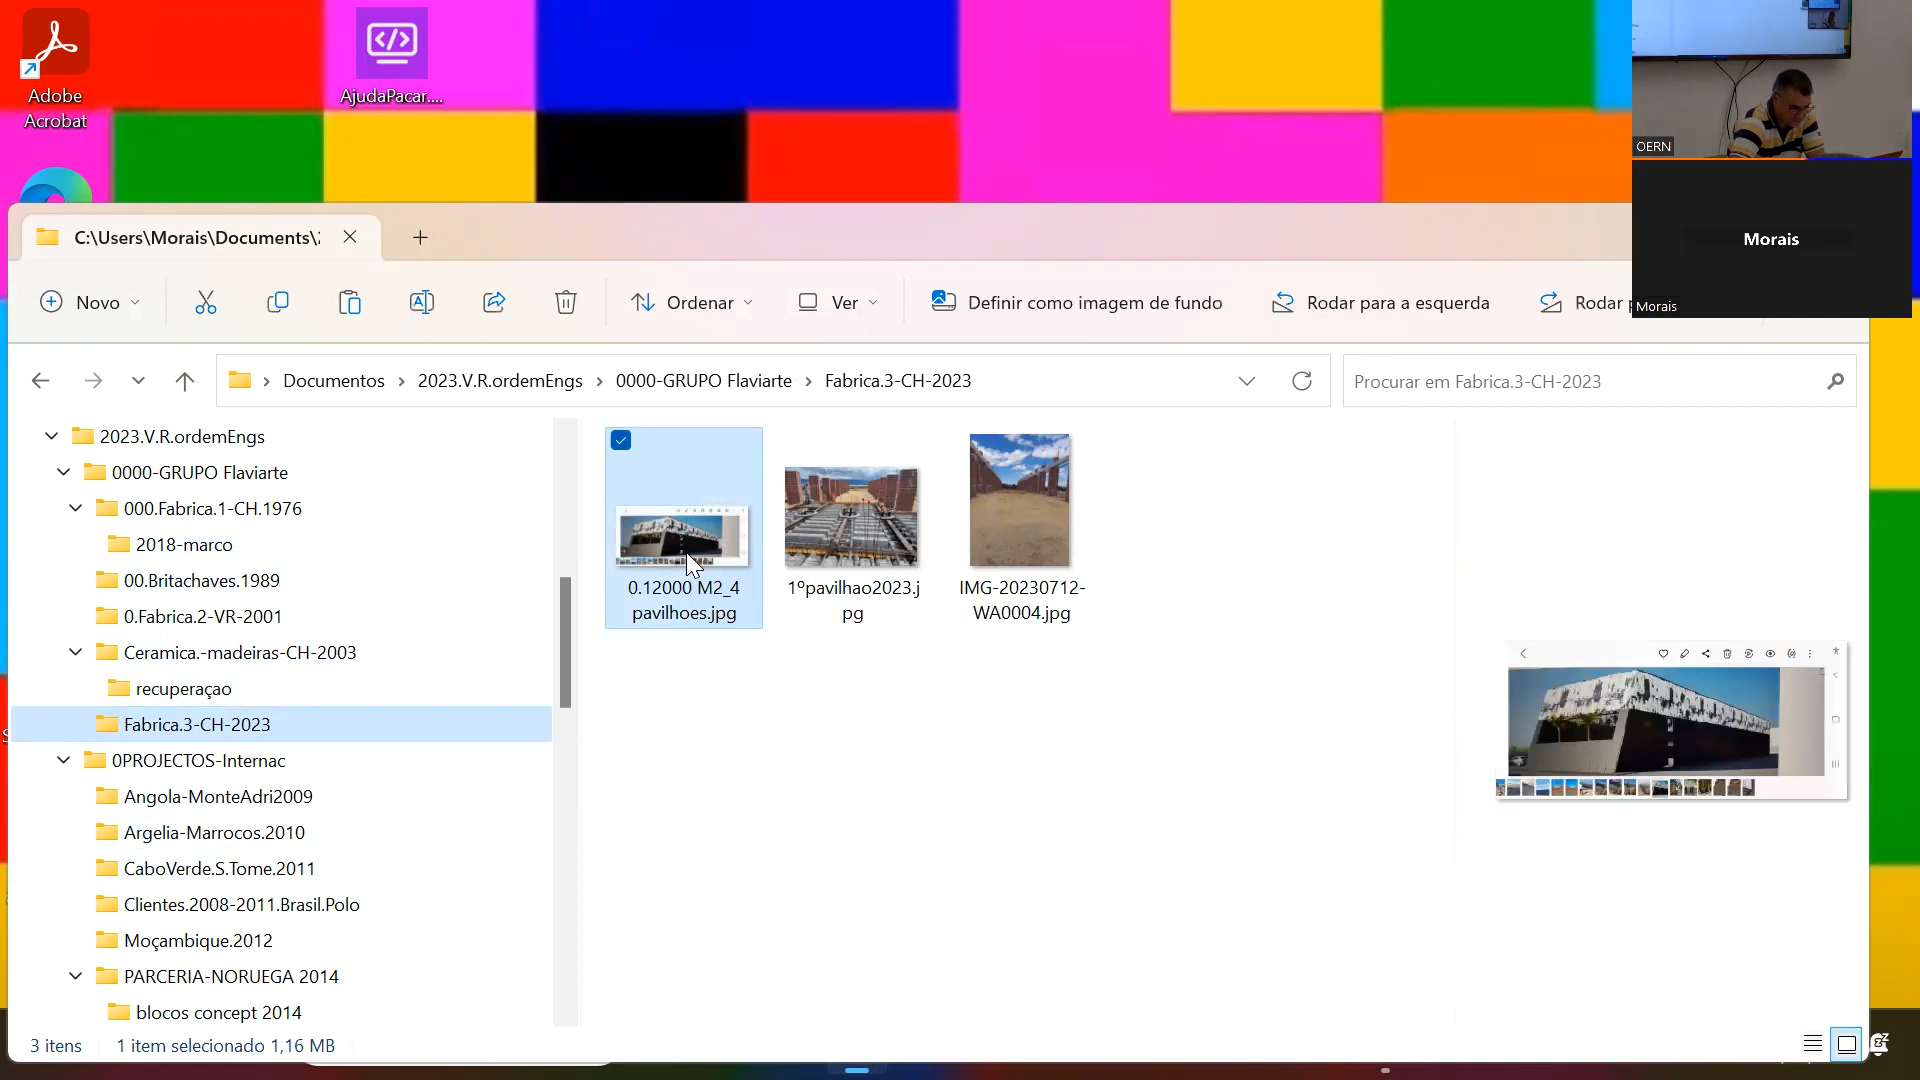 Adobe
Acrobat
AjudaPacar....
OERN
Morais
Morais
C:\Users\Morais\Documents\
Novo
Ordenar
Ver
Definir como imagem de fundo
Rodar para a esquerda
Rodar
Documentos
2023.V.R.ordemEngs
0000-GRUPO Flaviarte
Fabrica.3-CH-2023
Procurar em Fabrica.3-CH-2023
2023.V.R.ordemEngs
0000-GRUPO Flaviarte
000.Fabrica.1-CH.1976
2018-marco
00.Britachaves.1989
0.Fabrica.2-VR-2001
Ceramica.-madeiras-CH-2003
recuperaçao
Fabrica.3-CH-2023
0PROJECTOS-Internac
Angola-MonteAdri2009
Argelia-Marrocos.2010
CaboVerde.S.Tome.2011
Clientes.2008-2011.Brasil.Polo
Moçambique.2012
PARCERIA-NORUEGA 2014
blocos concept 2014
0.12000 M2_4
pavilhoes.jpg
1ºpavilhao2023.j
pg
IMG-20230712-
WA0004.jpg
3 itens
1 item selecionado 1,16 MB